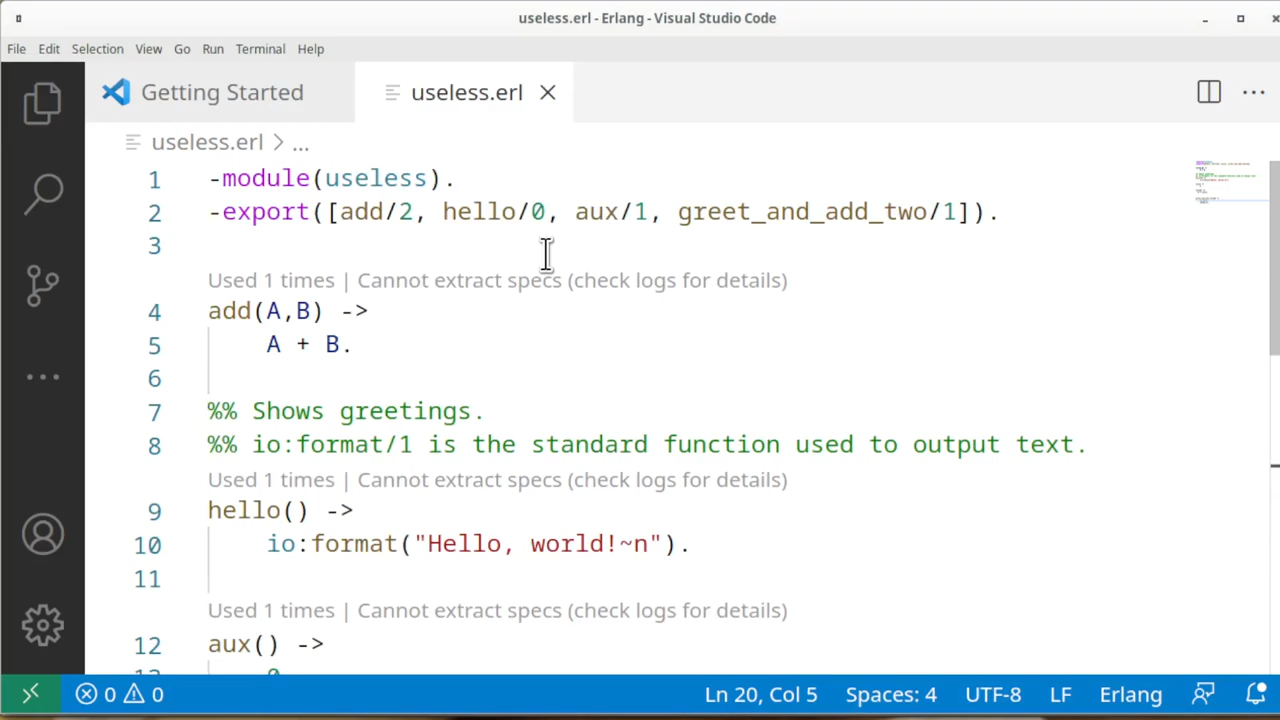 useless.erl - Erlang - Visual Studio Code
File Edit Selection View Go Run Terminal Help
Getting Started useless.erl
useless.erl > ...
1 -module(useless).
2 -export([add/2, hello/0, aux/1, greet_and_add_two/1]).
3
Used 1 times | Cannot extract specs (check logs for details)
4 add(A,B) ->
5 A + B.
6
7 %% Shows greetings.
8 %% io:format/1 is the standard function used to output text.
Used 1 times | Cannot extract specs (check logs for details)
9 hello() ->
10 io:format("Hello, world!~n").
11
Used 1 times | Cannot extract specs (check logs for details)
12 aux() ->
0 0 Ln 20, Col 5 Spaces: 4 UTF-8 LF Erlang